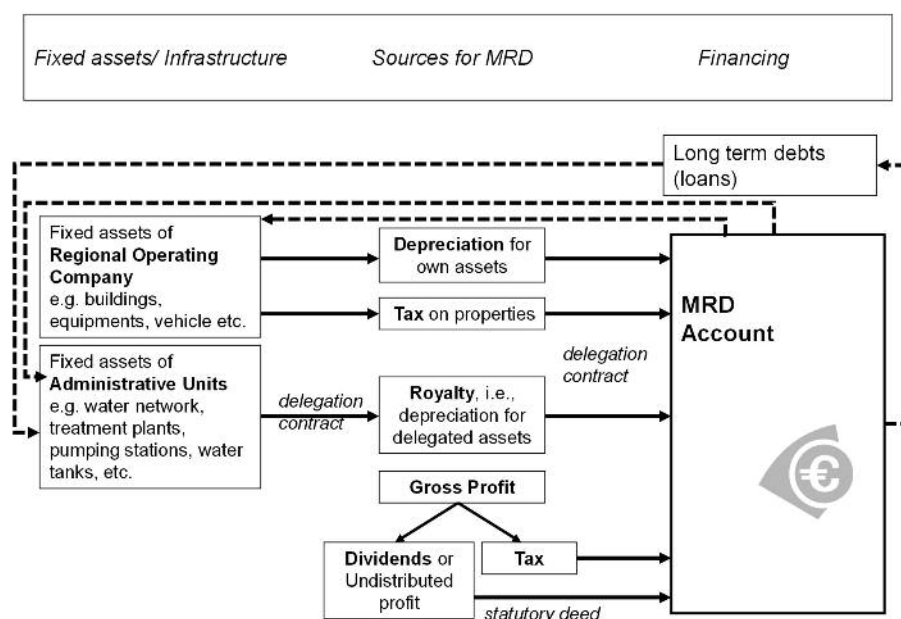 Fixed assets/ Infrastructure
Sources for MRD
Financing
Long term debts
(loans)
Fixed assets of
Regional Operating
Company
e.g. buildings,
equipments, vehicle etc.
Depreciation for
own assets
Tax on properties
MRD
Account
Fixed assets of
Administrative Units
e.g. water network,
treatment plants,
pumping stations, water
tanks, etc.
delegation
contract
Royalty, i.e.,
depreciation for
delegated assets
delegation
contract
€
Gross Profit
Dividends or
Undistributed
profit
Tax
statutory deed